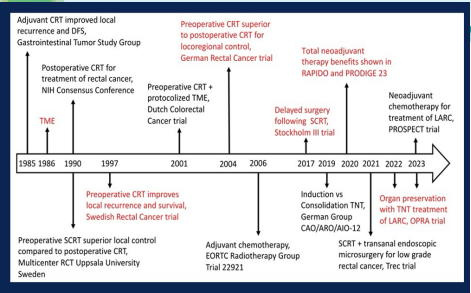 Adjuvant CRT improved local
recurrence and DFS,
Gastrointestinal Tumor Study Group
Postoperative CRT for
treatment of rectal cancer,
NIH Consensus Conference
TME
Preoperative CRT +
protocolized TME,
Dutch Colorectal
Cancer trial
Preoperative CRT superior
to postoperative CRT for
locoregional control,
German Rectal Cancer trial
Delayed surgery
following SCRT,
Stockholm III trial
Total neoadjuvant
therapy benefits shown in
RAPIDO and PRODIGE 23
Neoadjuvant
chemotherapy for
treatment of LARC,
PROSPECT trial
1985 1986 1990 1997 2001 2004 2006 2017 2019 2020 2021 2022 2023
Preoperative SCRT superior local control
compared to postoperative CRT,
Multicenter RCT Uppsala University
Sweden
Preoperative CRT improves
local recurrence and survival,
Swedish Rectal Cancer trial
Adjuvant chemotherapy,
EORTC Radiotherapy Group
Trial 22921
Induction vs
Consolidation TNT,
German Group
CAO/ARO/AIO-12
SCRT + transanal endoscopic
microsurgery for low grade
rectal cancer, Trec trial
Organ preservation
with TNT treatment
of LARC, OPRA trial